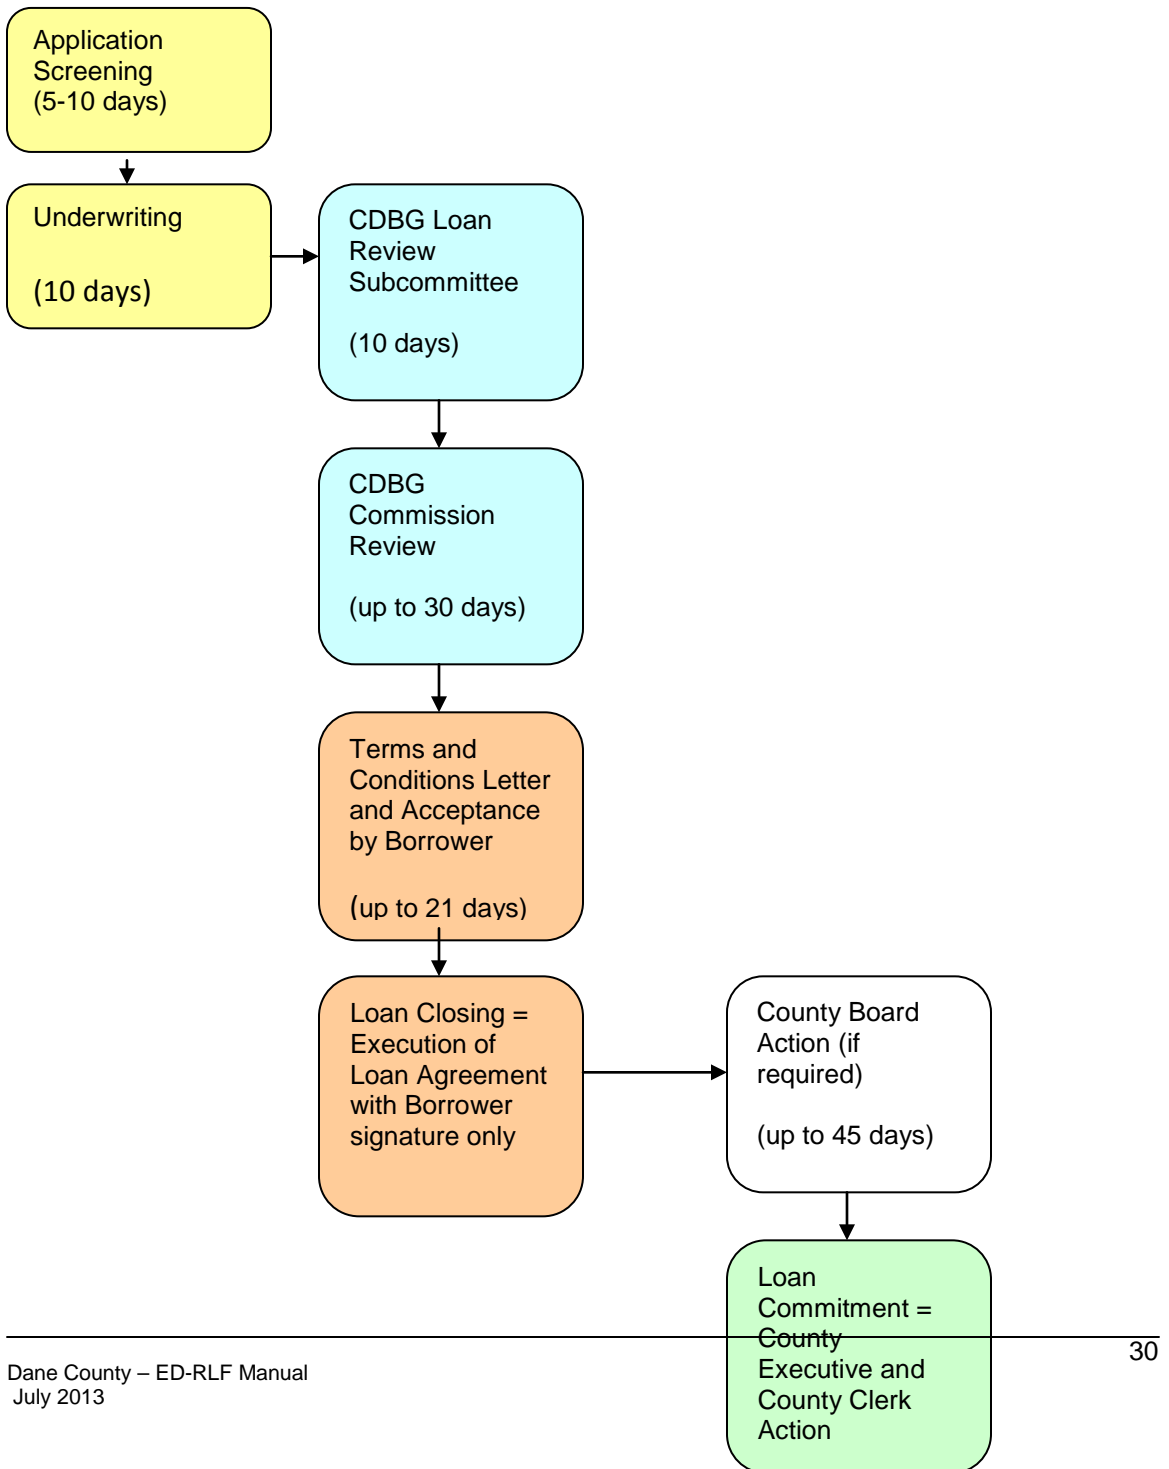 Application
Screening
(5-10 days)
Underwriting
(10 days)
CDBG Loan
Review
Subcommittee
(10 days)
CDBG
Commission
Review
(up to 30 days)
Terms and
Conditions Letter
and Acceptance
by Borrower
(up to 21 days)
Loan Closing =
Execution of
Loan Agreement
with Borrower
signature only
County Board
Action (if
required)
(up to 45 days)
Loan
Commitment =
County
Executive and
County Clerk
Action
Dane County – ED-RLF Manual
July 2013
30